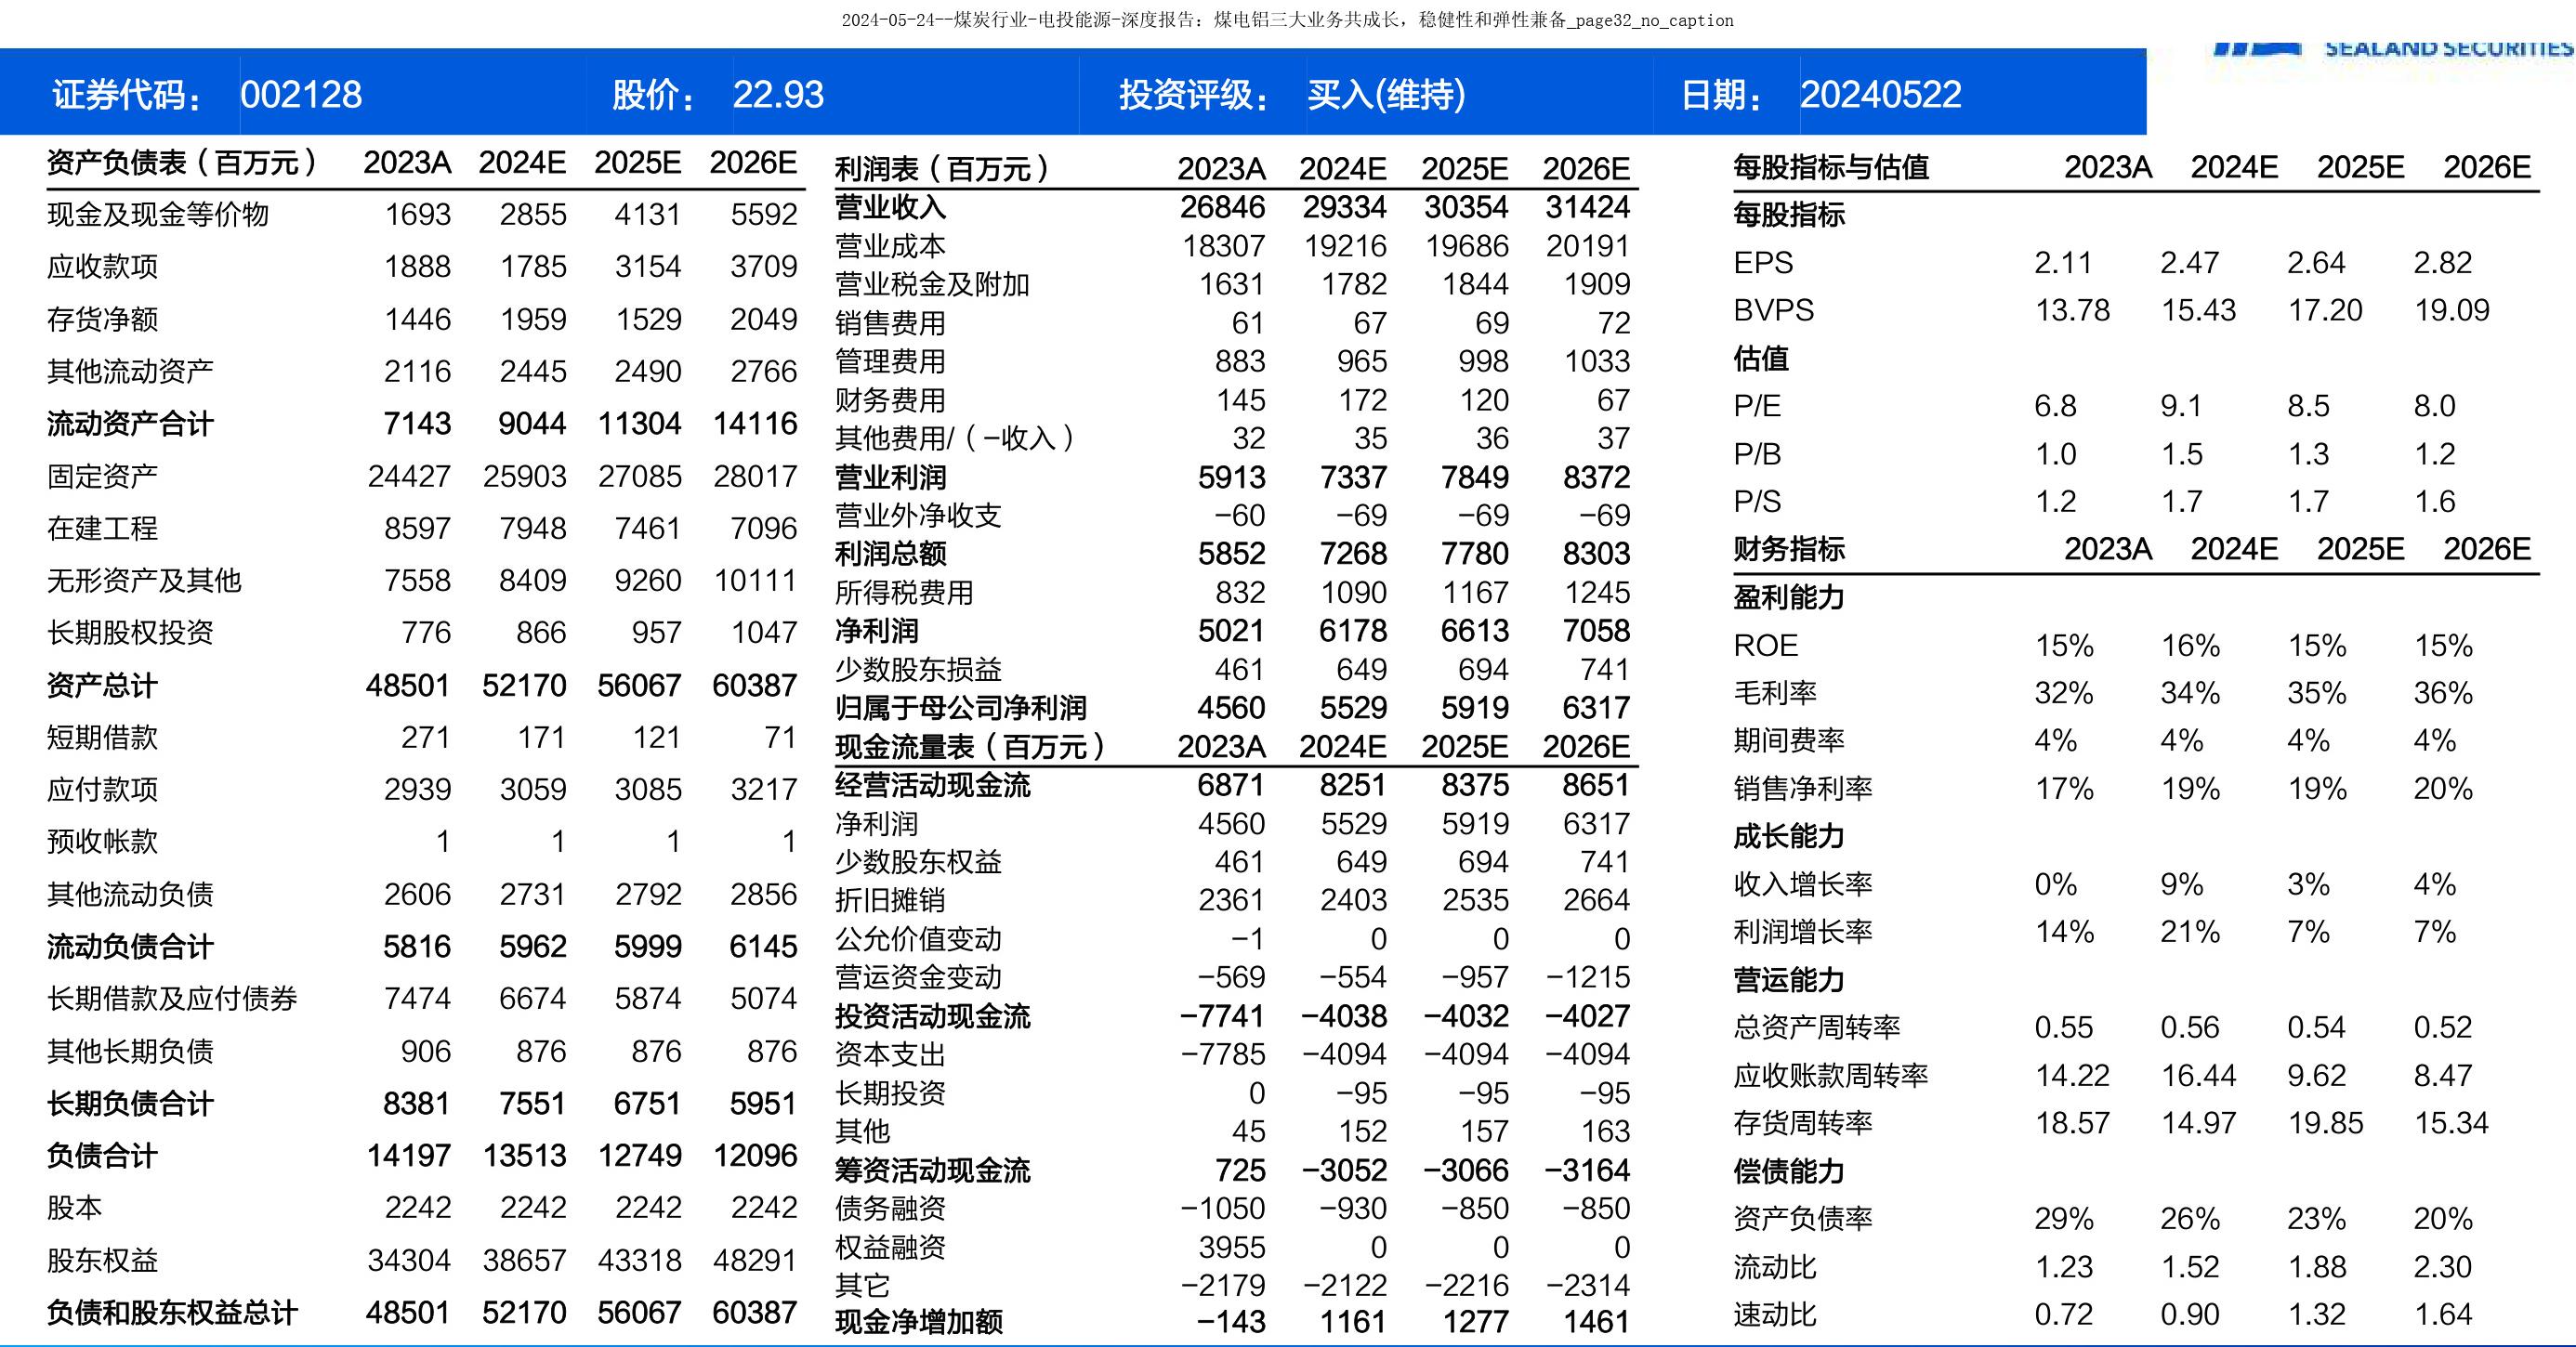 2024-05-24--煤炭行业-电投能源-深度报告：煤电铝三大业务共成长，稳健性和弹性兼备_page32_no_caption
SEALAND SECURITIES
证券代码： 002128 股价： 22.93 投资评级： 买入(维持) 日期： 20240522
资产负债表（百万元） 2023A 2024E 2025E 2026E
现金及现金等价物 1693 2855 4131 5592
应收款项 1888 1785 3154 3709
存货净额 1446 1959 1529 2049
其他流动资产 2116 2445 2490 2766
流动资产合计 7143 9044 11304 14116
固定资产 24427 25903 27085 28017
在建工程 8597 7948 7461 7096
无形资产及其他 7558 8409 9260 10111
长期股权投资 776 866 957 1047
资产总计 48501 52170 56067 60387
短期借款 271 171 121 71
应付款项 2939 3059 3085 3217
预收帐款 1 1 1 1
其他流动负债 2606 2731 2792 2856
流动负债合计 5816 5962 5999 6145
长期借款及应付债券 7474 6674 5874 5074
其他长期负债 906 876 876 876
长期负债合计 8381 7551 6751 5951
负债合计 14197 13513 12749 12096
股本 2242 2242 2242 2242
股东权益 34304 38657 43318 48291
负债和股东权益总计 48501 52170 56067 60387
利润表（百万元） 2023A 2024E 2025E 2026E
营业收入 26846 29334 30354 31424
营业成本 18307 19216 19686 20191
营业税金及附加 1631 1782 1844 1909
销售费用 61 67 69 72
管理费用 883 965 998 1033
财务费用 145 172 120 67
其他费用/（−收入） 32 35 36 37
营业利润 5913 7337 7849 8372
营业外净收支 −60 −69 −69 −69
利润总额 5852 7268 7780 8303
所得税费用 832 1090 1167 1245
净利润 5021 6178 6613 7058
少数股东损益 461 649 694 741
归属于母公司净利润 4560 5529 5919 6317
现金流量表（百万元） 2023A 2024E 2025E 2026E
经营活动现金流 6871 8251 8375 8651
净利润 4560 5529 5919 6317
少数股东权益 461 649 694 741
折旧摊销 2361 2403 2535 2664
公允价值变动 −1 0 0 0
营运资金变动 −569 −554 −957 −1215
投资活动现金流 −7741 −4038 −4032 −4027
资本支出 −7785 −4094 −4094 −4094
长期投资 0 −95 −95 −95
其他 45 152 157 163
筹资活动现金流 725 −3052 −3066 −3164
债务融资 −1050 −930 −850 −850
权益融资 3955 0 0 0
其它 −2179 −2122 −2216 −2314
现金净增加额 −143 1161 1277 1461
每股指标与估值 2023A 2024E 2025E 2026E
每股指标
EPS 2.11 2.47 2.64 2.82
BVPS 13.78 15.43 17.20 19.09
估值
P/E 6.8 9.1 8.5 8.0
P/B 1.0 1.5 1.3 1.2
P/S 1.2 1.7 1.7 1.6
财务指标 2023A 2024E 2025E 2026E
盈利能力
ROE 15% 16% 15% 15%
毛利率 32% 34% 35% 36%
期间费率 4% 4% 4% 4%
销售净利率 17% 19% 19% 20%
成长能力
收入增长率 0% 9% 3% 4%
利润增长率 14% 21% 7% 7%
营运能力
总资产周转率 0.55 0.56 0.54 0.52
应收账款周转率 14.22 16.44 9.62 8.47
存货周转率 18.57 14.97 19.85 15.34
偿债能力
资产负债率 29% 26% 23% 20%
流动比 1.23 1.52 1.88 2.30
速动比 0.72 0.90 1.32 1.64